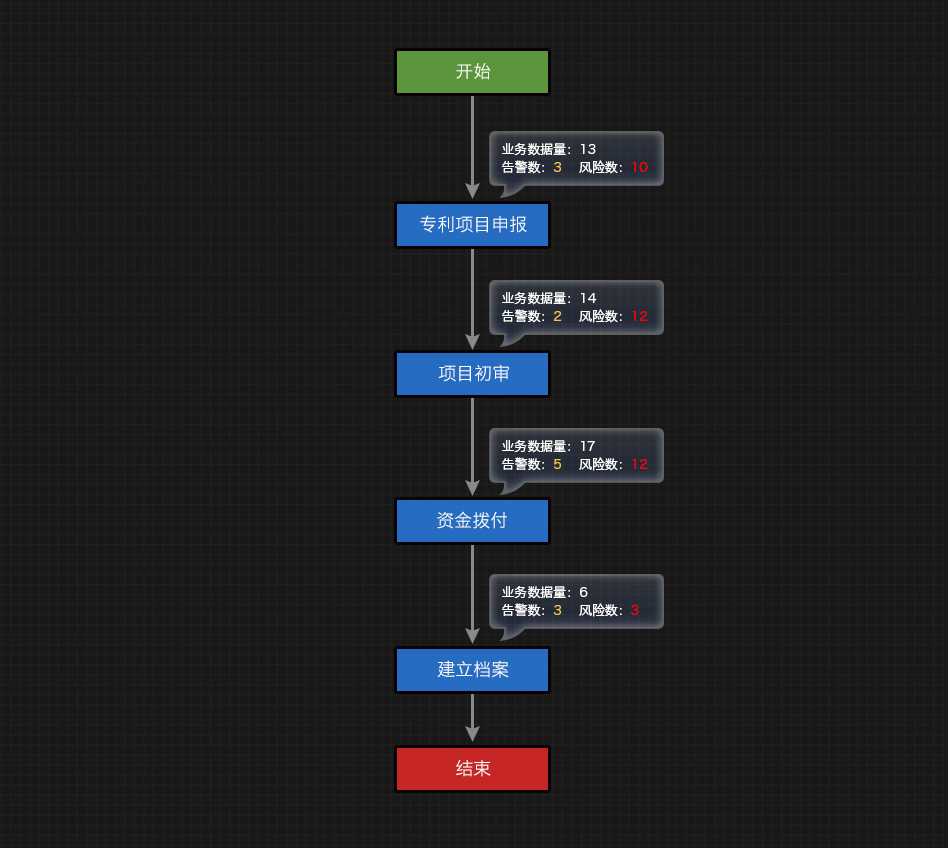 开始
业务数据量：13
告警数：3 风险数：10
专利项目申报
业务数据量：14
告警数：2 风险数：12
项目初审
业务数据量：17
告警数：5 风险数：12
资金拨付
业务数据量：6
告警数：3 风险数：3
建立档案
结束